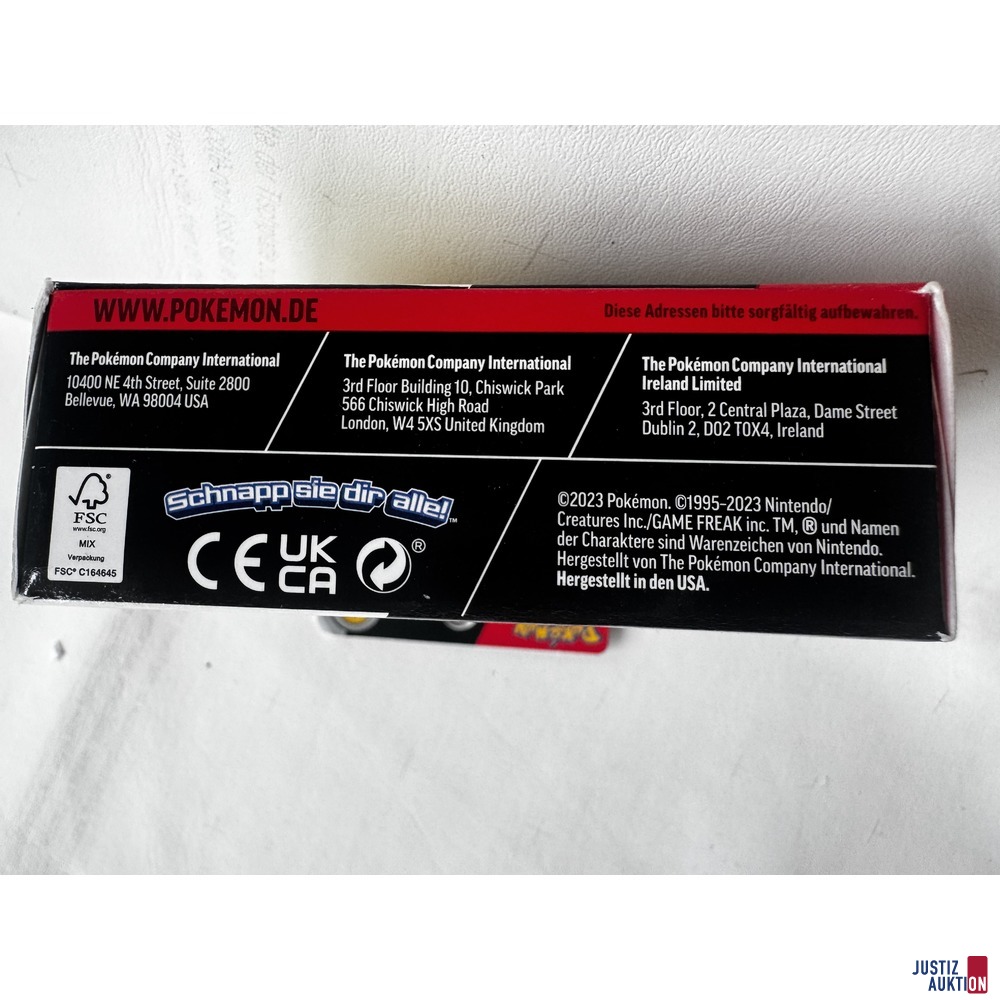 WWW.POKEMON.DE
Diese Adressen bitte sorgfältig aufbewahren.
The Pokémon Company International
10400 NE 4th Street, Suite 2800
Bellevue, WA 98004 USA
The Pokémon Company International
3rd Floor Building 10, Chiswick Park
566 Chiswick High Road
London, W4 5XS United Kingdom
The Pokémon Company International
Ireland Limited
3rd Floor, 2 Central Plaza, Dame Street
Dublin 2, D02 T0X4, Ireland
FSC
www.fsc.org
MIX
Verpackung
FSC® C164645
Schnapp sie dir alle!™
CE
UK
CA
®
©2023 Pokémon. ©1995–2023 Nintendo/
Creatures Inc./GAME FREAK inc. TM, ® und Namen
der Charaktere sind Warenzeichen von Nintendo.
Hergestellt von The Pokémon Company International.
Hergestellt in den USA.
JUSTIZ
AUKTION